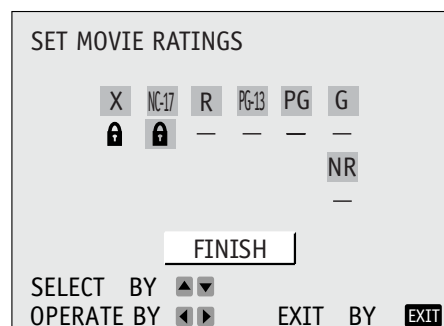 SET MOVIE RATINGS
X NC-17 R PG-13 PG G
— — — —
NR
—
FINISH
SELECT BY ▲▼
OPERATE BY ◀▶ EXIT BY EXIT